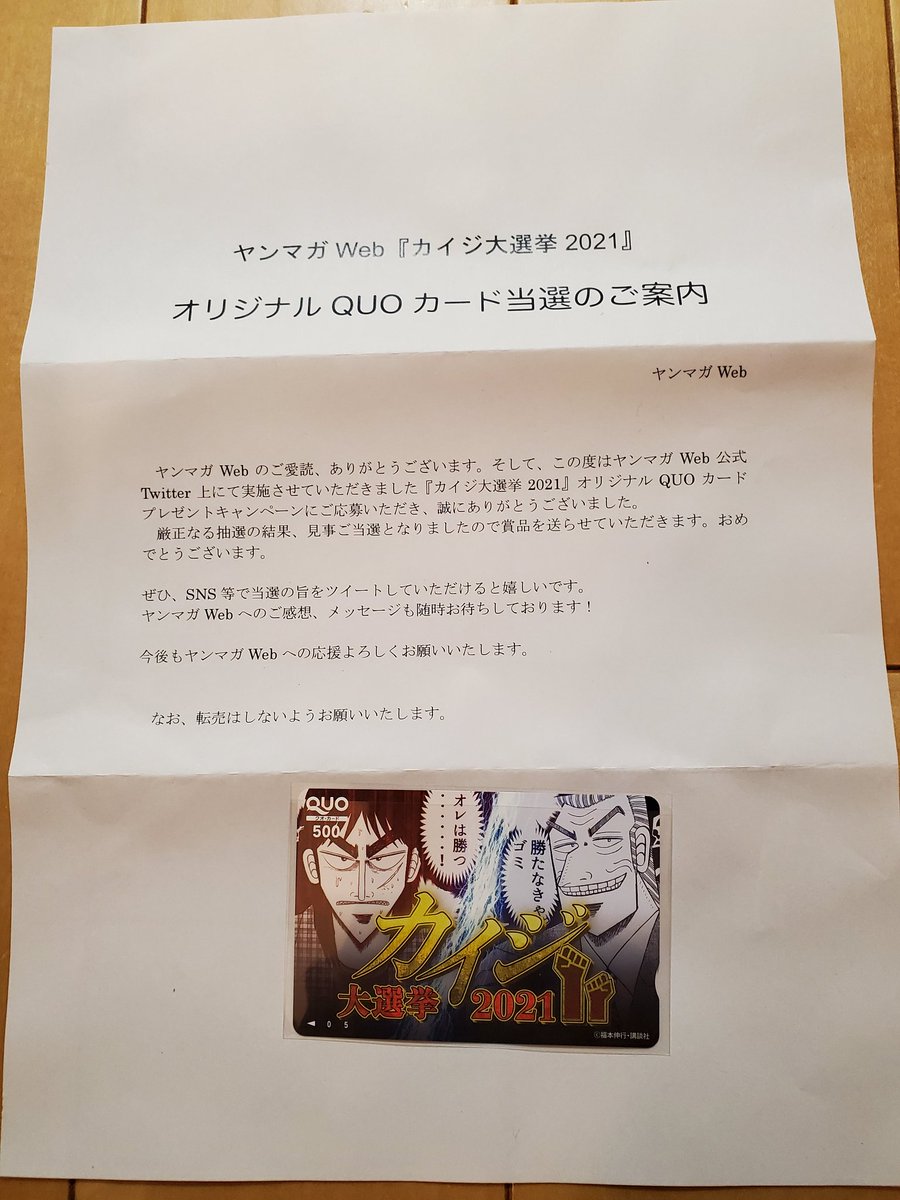 ヤンマガ Web『カイジ大選挙 2021』
オリジナル QUO カード当選のご案内
ヤンマガ Web
ヤンマガ Web のご愛読、ありがとうございます。そして、この度はヤンマガ Web 公式
Twitter 上にて実施させていただきました『カイジ大選挙 2021』オリジナル QUO カード
プレゼントキャンペーンにご応募いただき、誠にありがとうございました。
厳正なる抽選の結果、見事ご当選となりましたので賞品を送らせていただきます。おめ
でとうございます。
ぜひ、SNS 等で当選の旨をツイートしていただけると嬉しいです。
ヤンマガ Web へのご感想、メッセージも随時お待ちしております！
今後もヤンマガ Web への応援よろしくお願いいたします。
なお、転売はしないようお願いいたします。
QUO
クオ・カード
500
オレは勝つ
・・・・・・・！
勝たなきゃ
ゴミ
カイジ
大選挙 2021
◀ 0 5
©福本伸行・講談社